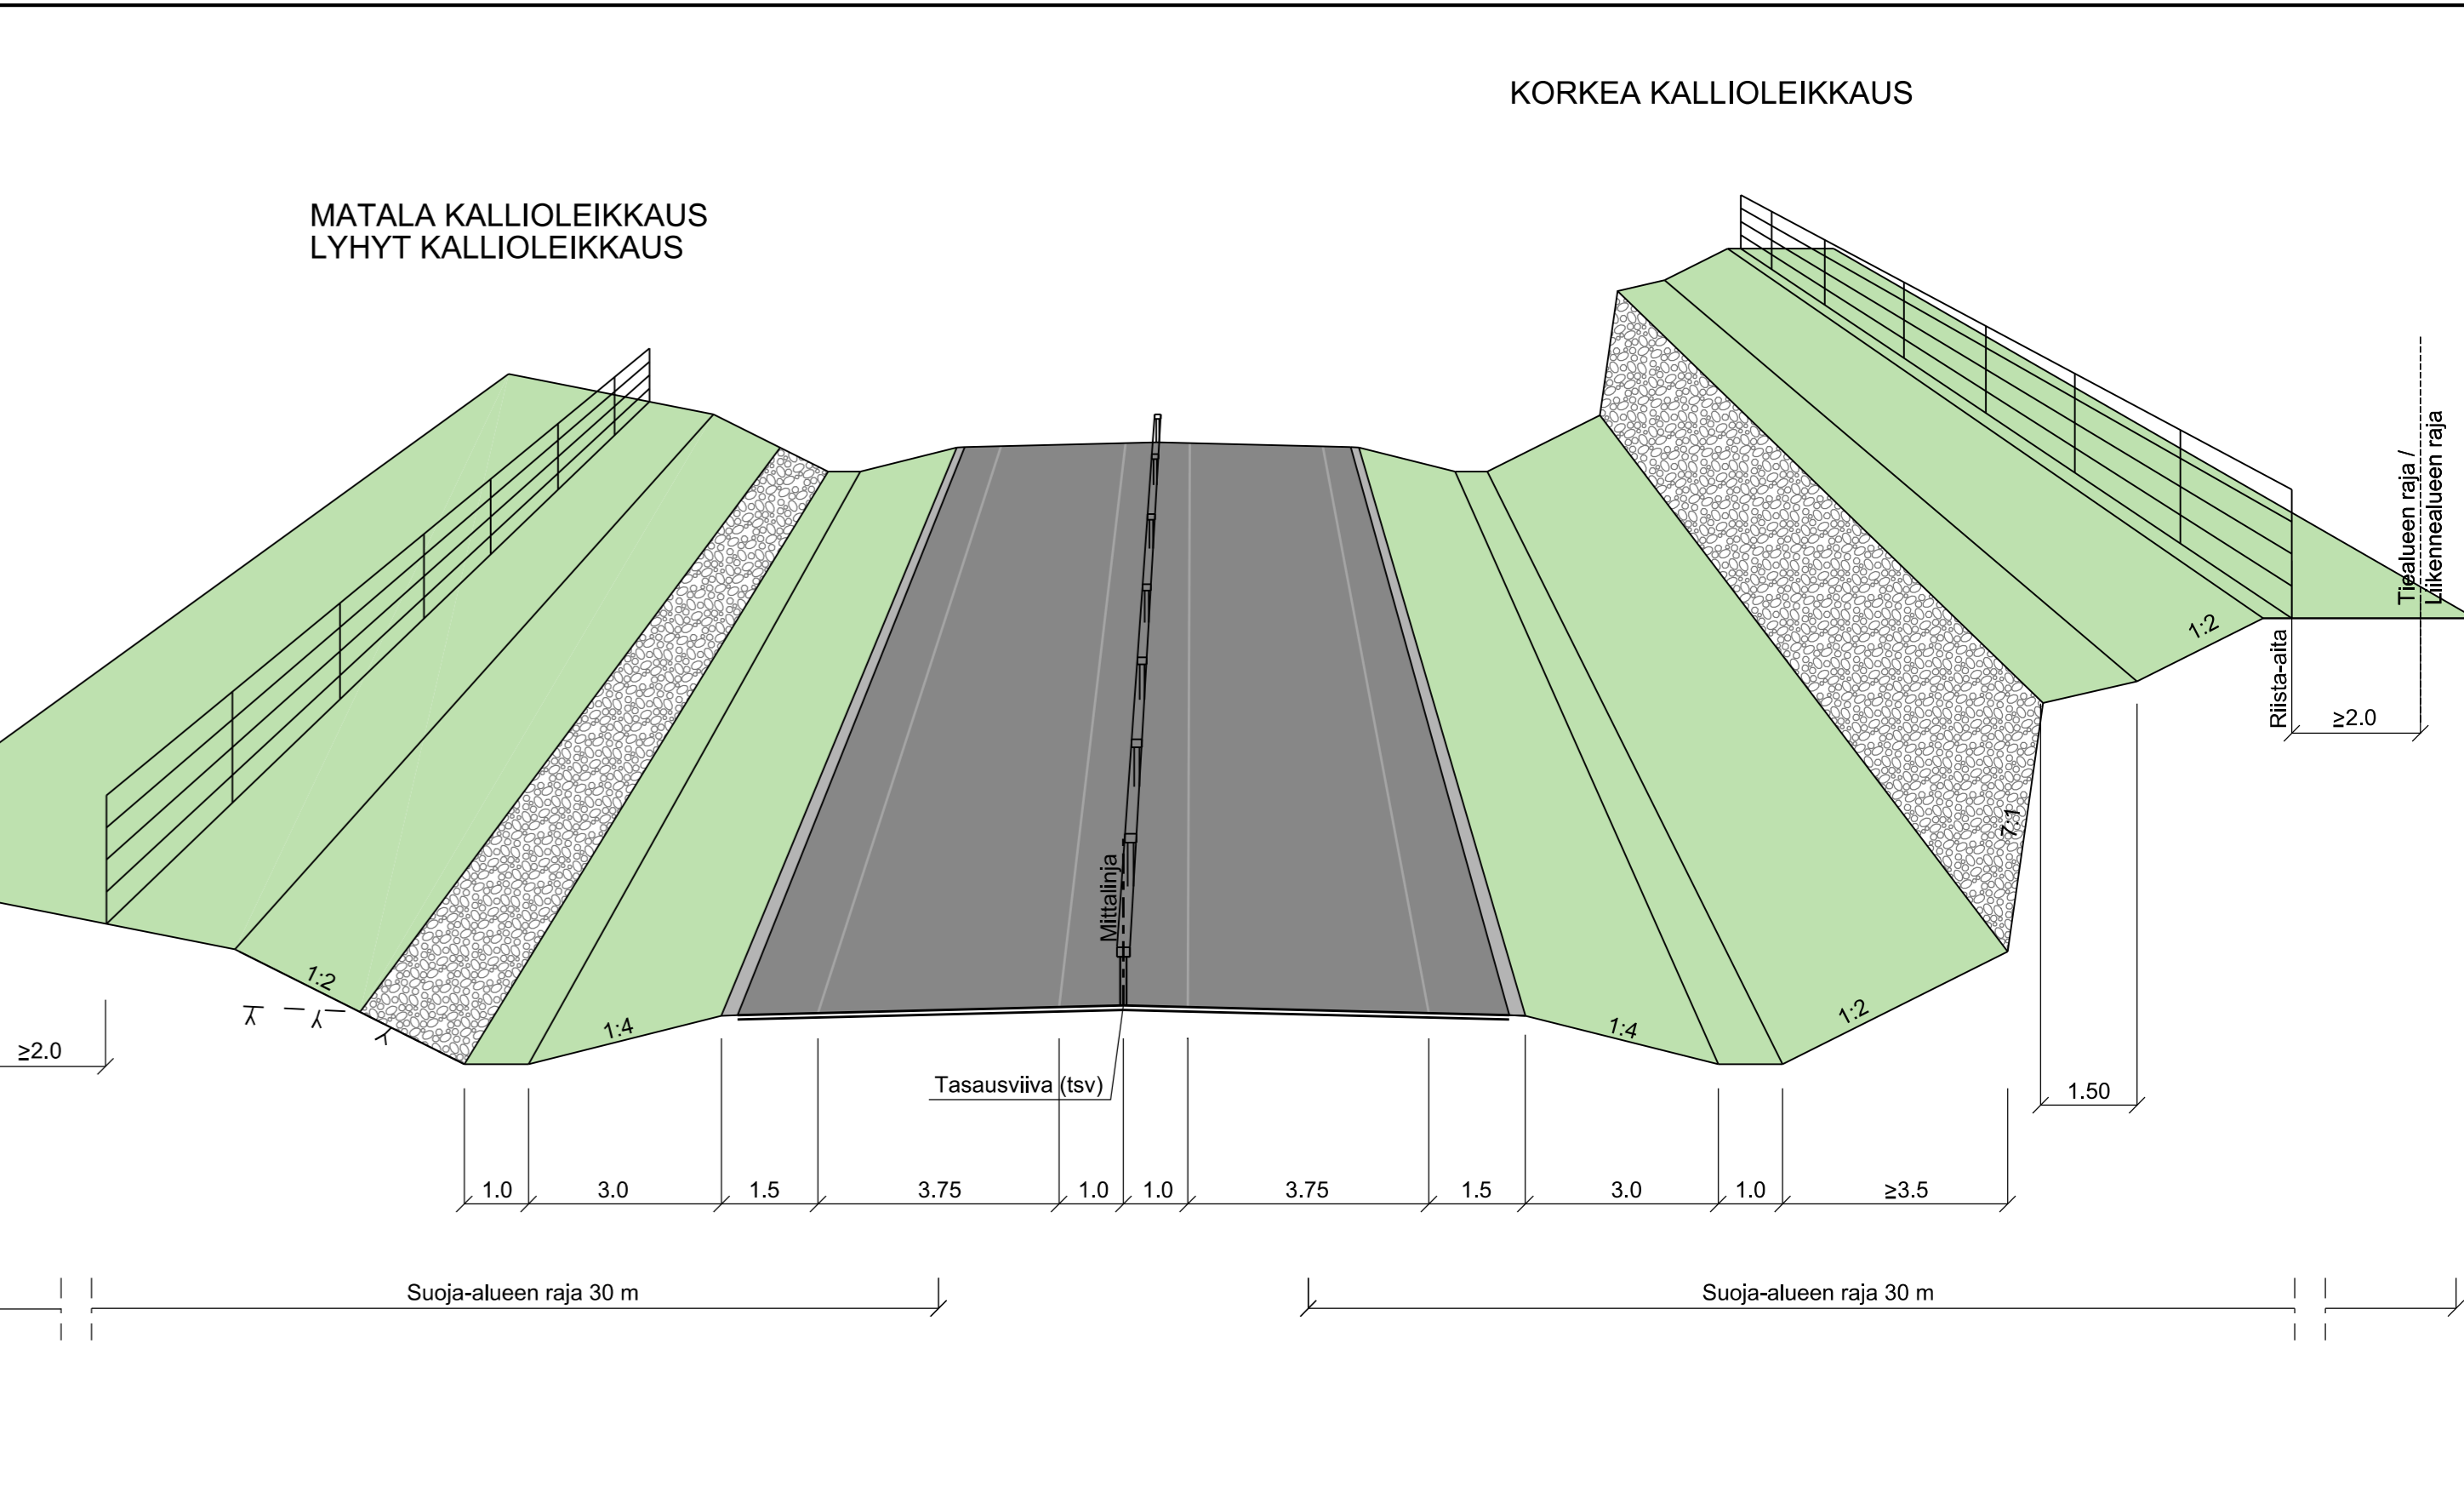 KORKEA KALLIOLEIKKAUS
MATALA KALLIOLEIKKAUS
LYHYT KALLIOLEIKKAUS
Tiealueen raja /
Liikennealueen raja
1:2
Riista-aita
≥2.0
7:1
Mittalinja
1:2
1:4
1:4
1:2
≥2.0
Tasausviiva (tsv)
1.50
1.0 3.0 1.5 3.75 1.0 1.0 3.75 1.5 3.0 1.0 ≥3.5
Suoja-alueen raja 30 m
Suoja-alueen raja 30 m